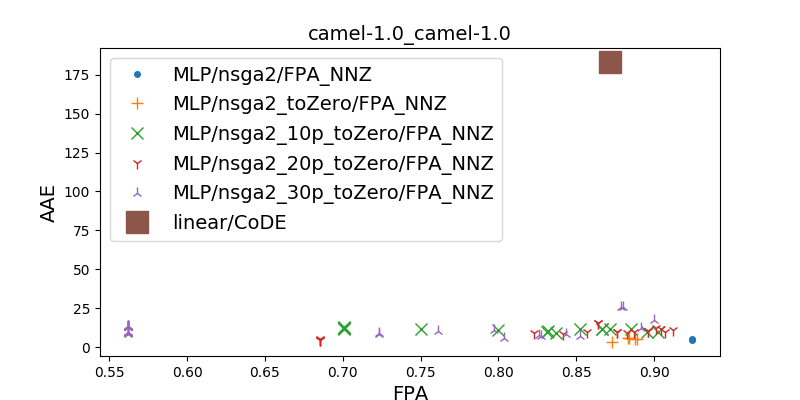 camel-1.0_camel-1.0
AAE
175
150
125
100
75
50
25
0
MLP/nsga2/FPA_NNZ
MLP/nsga2_toZero/FPA_NNZ
MLP/nsga2_10p_toZero/FPA_NNZ
MLP/nsga2_20p_toZero/FPA_NNZ
MLP/nsga2_30p_toZero/FPA_NNZ
linear/CoDE
0.55 0.60 0.65 0.70 0.75 0.80 0.85 0.90
FPA